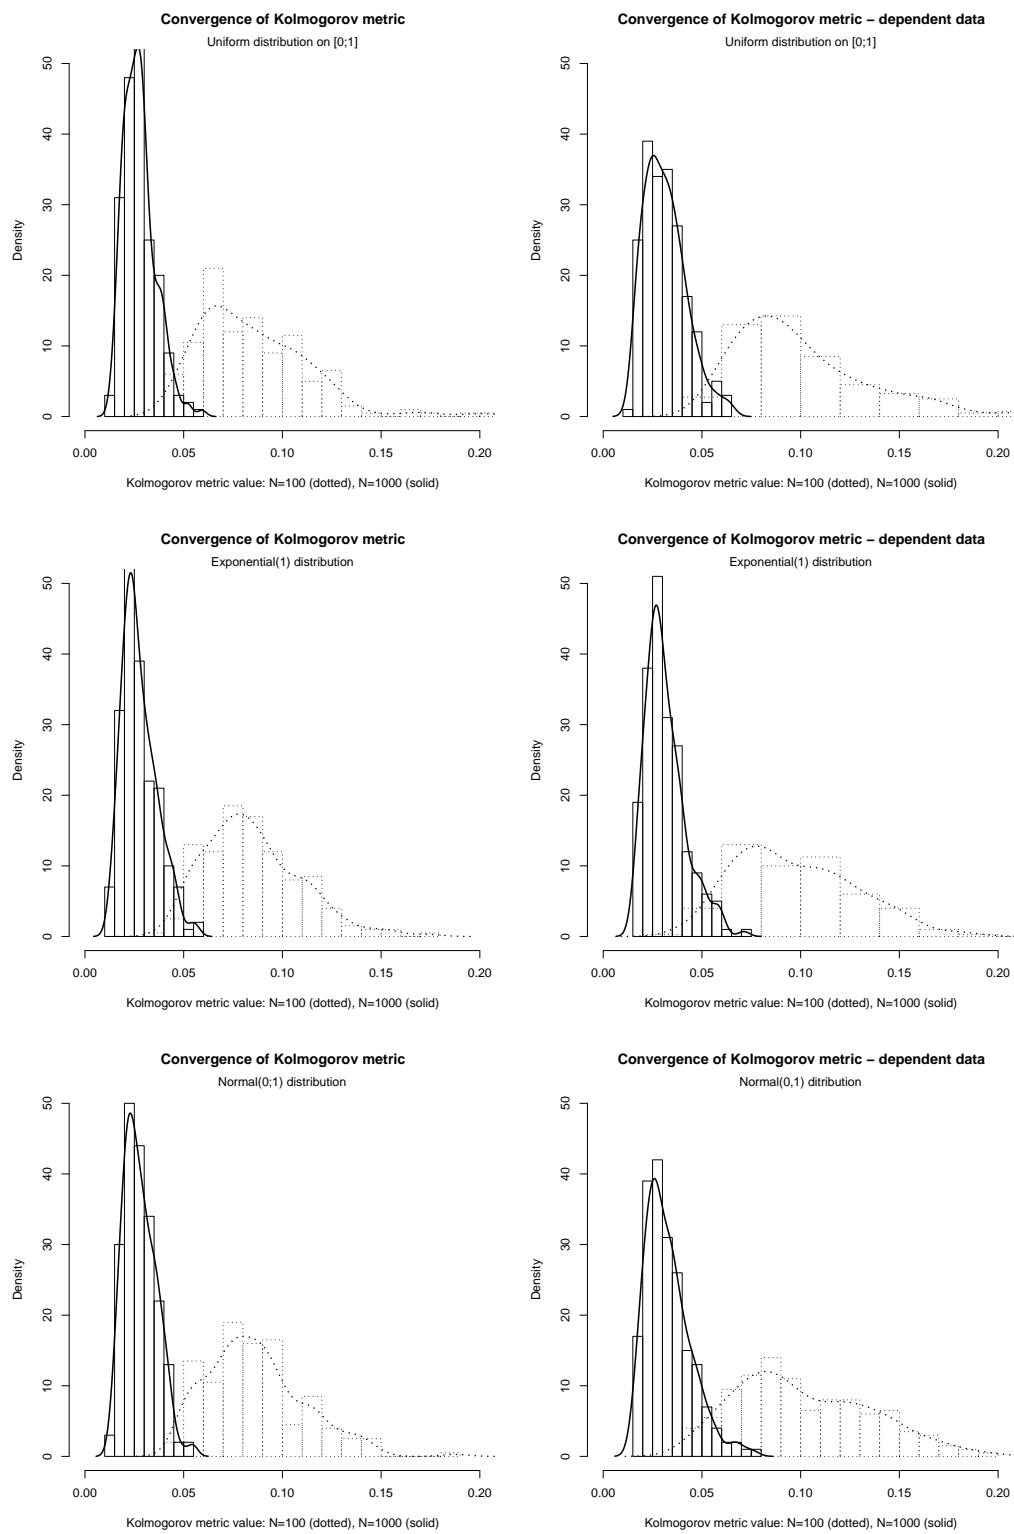 Convergence of Kolmogorov metric
Uniform distribution on [0;1]
50
40
30
20
10
0
Density
0.00 0.05 0.10 0.15 0.20
Kolmogorov metric value: N=100 (dotted), N=1000 (solid)
Convergence of Kolmogorov metric − dependent data
Uniform distribution on [0;1]
50
40
30
20
10
0
Density
0.00 0.05 0.10 0.15 0.20
Kolmogorov metric value: N=100 (dotted), N=1000 (solid)
Convergence of Kolmogorov metric
Exponential(1) distribution
50
40
30
20
10
0
Density
0.00 0.05 0.10 0.15 0.20
Kolmogorov metric value: N=100 (dotted), N=1000 (solid)
Convergence of Kolmogorov metric − dependent data
Exponential(1) distribution
50
40
30
20
10
0
Density
0.00 0.05 0.10 0.15 0.20
Kolmogorov metric value: N=100 (dotted), N=1000 (solid)
Convergence of Kolmogorov metric
Normal(0;1) distribution
50
40
30
20
10
0
Density
0.00 0.05 0.10 0.15 0.20
Kolmogorov metric value: N=100 (dotted), N=1000 (solid)
Convergence of Kolmogorov metric − dependent data
Normal(0,1) ditribution
50
40
30
20
10
0
Density
0.00 0.05 0.10 0.15 0.20
Kolmogorov metric value: N=100 (dotted), N=1000 (solid)